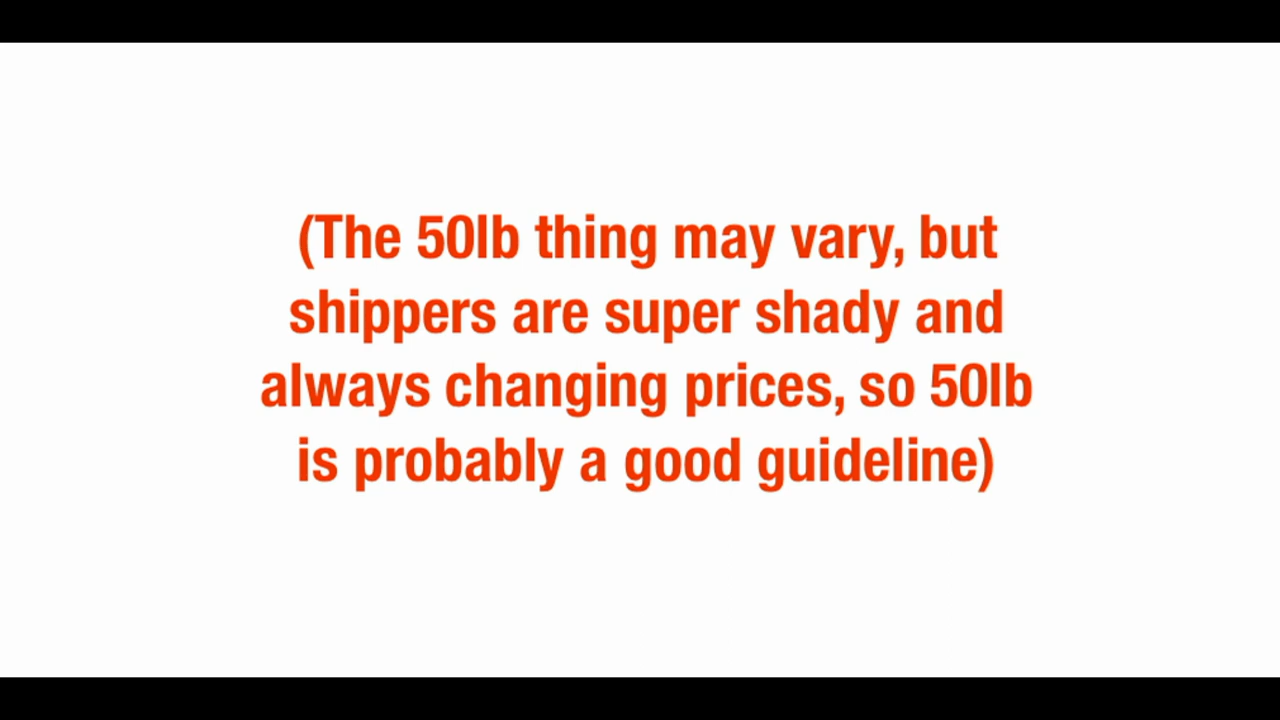 (The 50lb thing may vary, but
shippers are super shady and
always changing prices, so 50lb
is probably a good guideline)